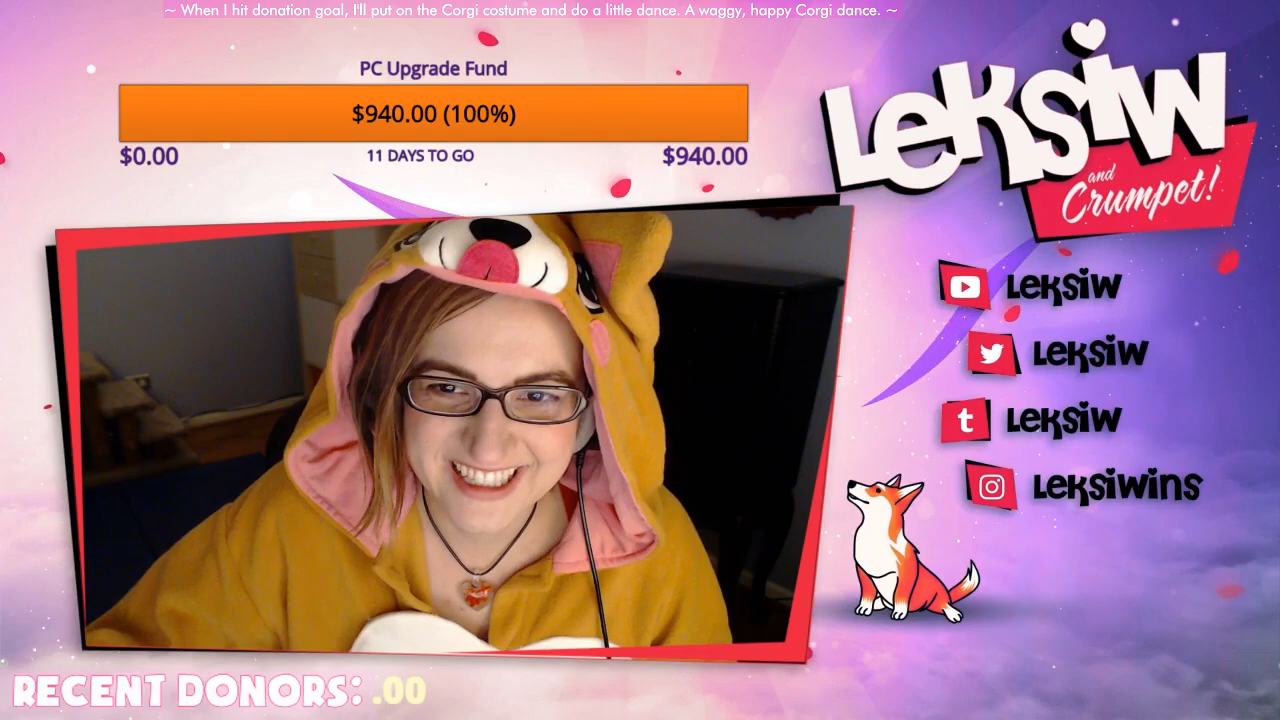 ~ When I hit donation goal, I'll put on the Corgi costume and do a little dance. A waggy, happy Corgi dance. ~
PC Upgrade Fund
$940.00 (100%)
$0.00 11 DAYS TO GO $940.00
Leksiw
and
Crumpet!
Leksiw
Leksiw
t Leksiw
Leksiwins
RECENT DONORS: .00